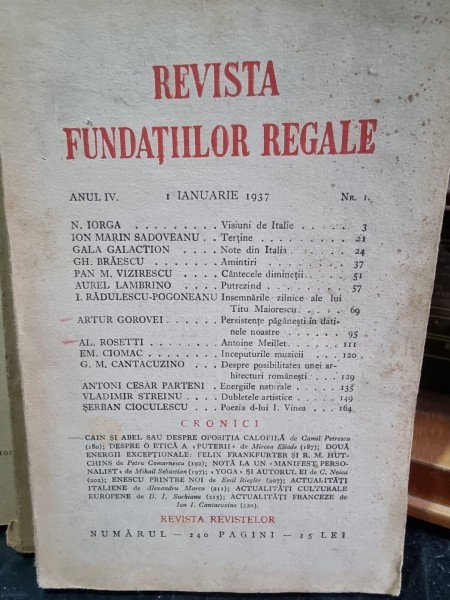 REVISTA
FUNDAȚIILOR REGALE
ANUL IV. 1 IANUARIE 1937 Nr. 1.
N. IORGA . . . . . . . . . Visiuni de Italie . . . . . 3
ION MARIN SADOVEANU . . Terține . . . . . . . . . 21
GALA GALACTION . . . . . Note din Italia . . . . . . 24
GH. BRĂESCU . . . . . . . Amintiri . . . . . . . . . 37
PAN M. VIZIRESCU . . . . Cântecele dimineții . . . . . 51
AUREL LAMBRINO . . . . . Putrezind . . . . . . . . 57
I. RĂDULESCU-POGONEANU Insemnările zilnice ale lui
Titu Maiorescu . . . . . 69
ARTUR GOROVEI . . . . . . Persistențe păgânești în dati-
nele noastre . . . . . . 95
AL. ROSETTI . . . . . . . Antoine Meillet . . . . . . 111
EM. CIOMAC . . . . . . . . Inceputurile muzicii . . . . 120
G. M. CANTACUZINO . . . . Despre posibilitatea unei ar-
hitecturi românești . . . 129
ANTONI CESAR PARTENI . Energiile naturale . . . . . 135
VLADIMIR STREINU . . . . Dubletele artistice . . . . . 149
ȘERBAN CIOCULESCU . . . Poezia d-lui I. Vinea . . . . 164
CRONICI
CAIN ȘI ABEL SAU DESPRE OPOSIȚIA CALOFILĂ de Camil Petrescu
(180); DESPRE O ETICĂ A «PUTERII» de Mircea Eliade (187); DOUĂ
ENERGII EXCEPȚIONALE: FELIX FRANKFURTER ȘI R. M. HUT-
CHINS de Petru Comarnescu (192); NOTĂ LA UN «MANIFEST PERSO-
NALIST» de Mihail Sebastian (197); «YOGA» ȘI AUTORUL EI de C. Noica
(202); ENESCU PRINTRE NOI de Emil Riegler (207); ACTUALITĂȚI
ITALIENE de Alexandru Marcu (211); ACTUALITĂȚI CULTURALE
EUROPENE de D. I. Suchianu (215); ACTUALITĂȚI FRANCEZE de
Ion I. Cantacuzino (220).
REVISTA REVISTELOR
NUMĂRUL — 240 PAGINI — 25 LEI